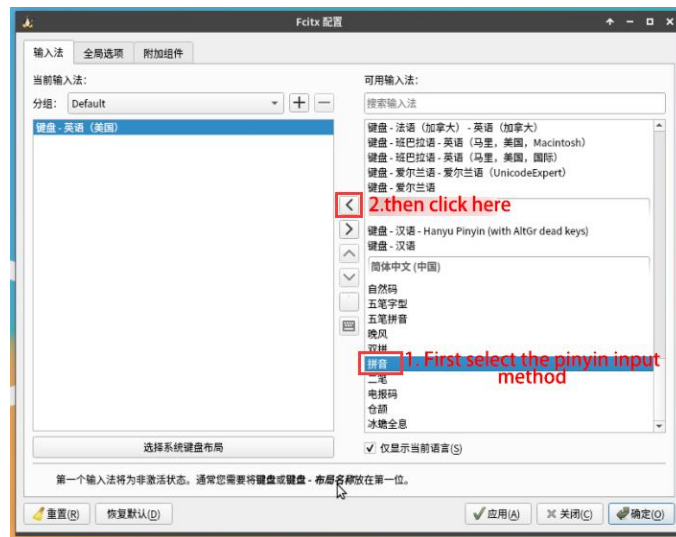 Fcitx 配置
输入法
全局选项
附加组件
当前输入法：
分组：
Default
键盘 - 英语（美国）
可用输入法：
搜索输入法
键盘 - 法语（加拿大）- 英语（加拿大）
键盘 - 班巴拉语 - 英语（马里，美国，Macintosh）
键盘 - 班巴拉语 - 英语（马里，美国，国际）
键盘 - 爱尔兰语 - 爱尔兰语（UnicodeExpert）
键盘 - 爱尔兰语
2.then click here
键盘 - 汉语 - Hanyu Pinyin (with AltGr dead keys)
键盘 - 汉语
简体中文 (中国)
自然码
五笔字型
五笔拼音
晚风
双拼
拼音
1. First select the pinyin input
method
二笔
电报码
仓颉
冰蟾全息
选择系统键盘布局
仅显示当前语言(S)
第一个输入法将为非激活状态。通常您需要将键盘或键盘 - 布局名称放在第一位。
重置(R)
恢复默认(D)
应用(A)
关闭(C)
确定(O)